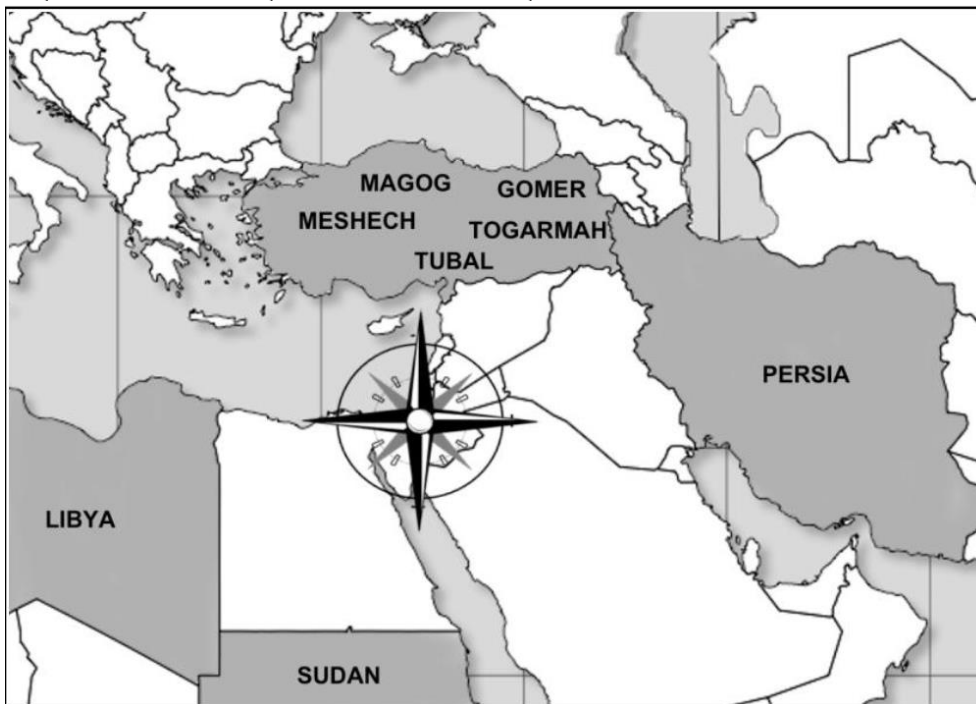 MAGOG
GOMER
MESHECH
TOGARMAH
TUBAL
PERSIA
LIBYA
SUDAN